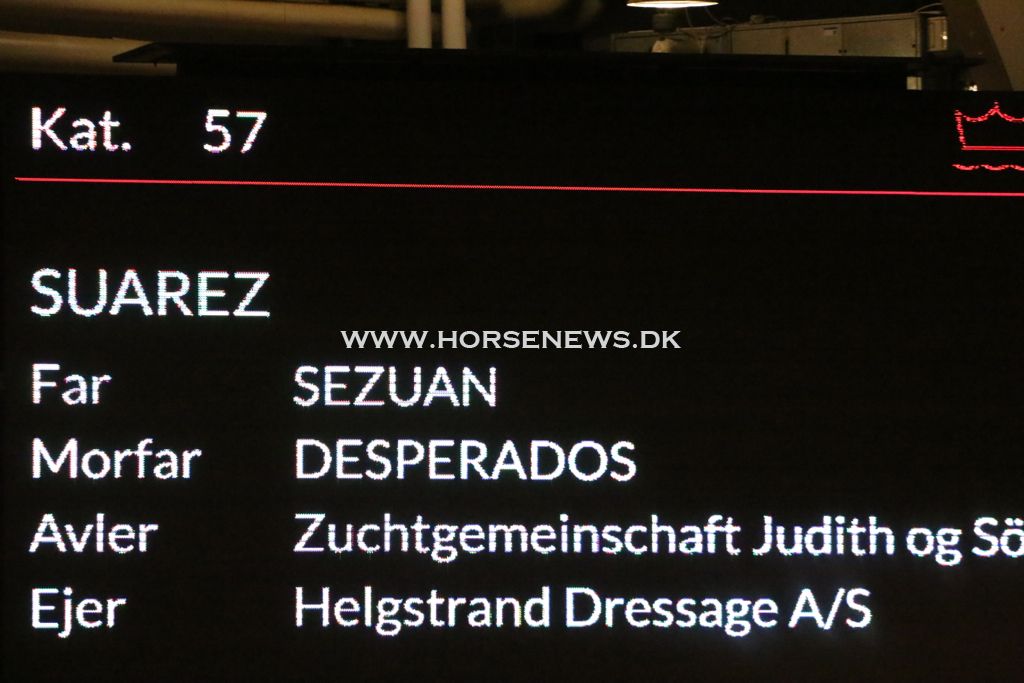 Kat. 57
SUAREZ
WWW.HORSENEWS.DK
Far SEZUAN
Morfar DESPERADOS
Avler Zuchtgemeinschaft Judith og
Ejer Helgstrand Dressage A/S